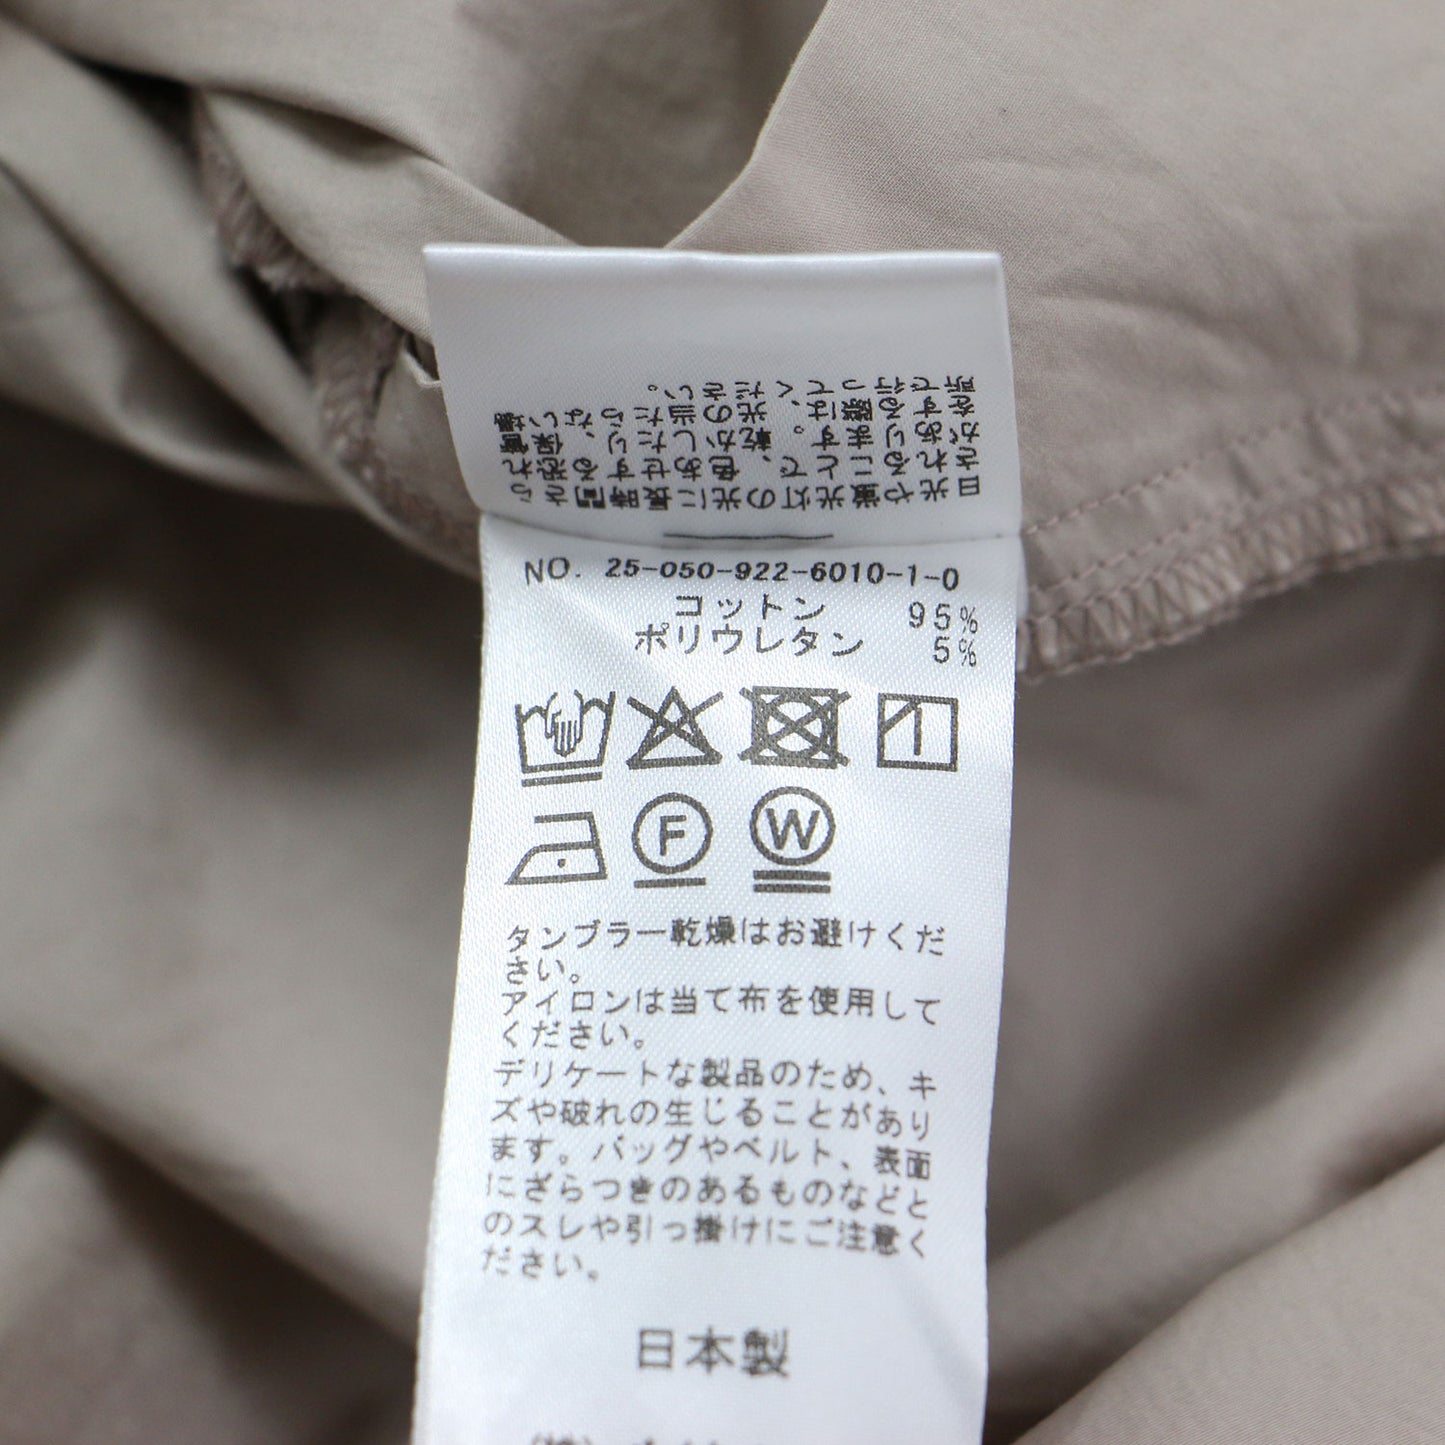 日光や蛍光灯の光に長時間さら
されることで、色あせする恐れ
があります。乾かしたり、保管
する際は、光の当たらない場
所で行ってください。
NO. 25-050-922-6010-1-0
コットン 95%
ポリウレタン 5%
F W
タンブラー乾燥はお避けくだ
さい。
アイロンは当て布を使用して
ください。
デリケートな製品のため、キ
ズや破れの生じることがあり
ます。バッグやベルト、表面
にざらつきのあるものなどと
のスレや引っ掛けにご注意く
ださい。
日本製